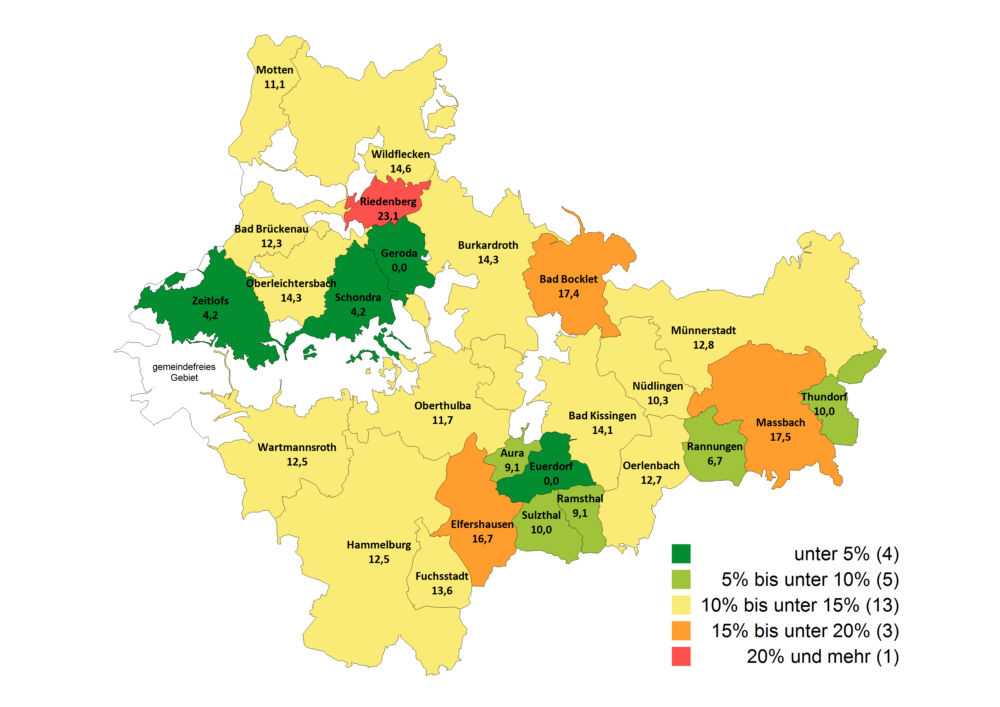 Motten
11,1
Wildflecken
14,6
Riedenberg
23,1
Bad Brückenau
12,3
Burkardroth
14,3
Geroda
0,0
Bad Bocklet
17,4
Oberleichtersbach
14,3
Schondra
4,2
Zeitlofs
4,2
Münnerstadt
12,8
gemeindefreies
Gebiet
Nüdlingen
10,3
Thundorf
10,0
Oberthulba
11,7
Bad Kissingen
14,1
Massbach
17,5
Wartmannsroth
12,5
Rannungen
6,7
Aura
9,1
Euerdorf
0,0
Oerlenbach
12,7
Ramsthal
9,1
Sulzthal
10,0
Elfershausen
16,7
Hammelburg
12,5
Fuchsstadt
13,6
unter 5% (4)
5% bis unter 10% (5)
10% bis unter 15% (13)
15% bis unter 20% (3)
20% und mehr (1)